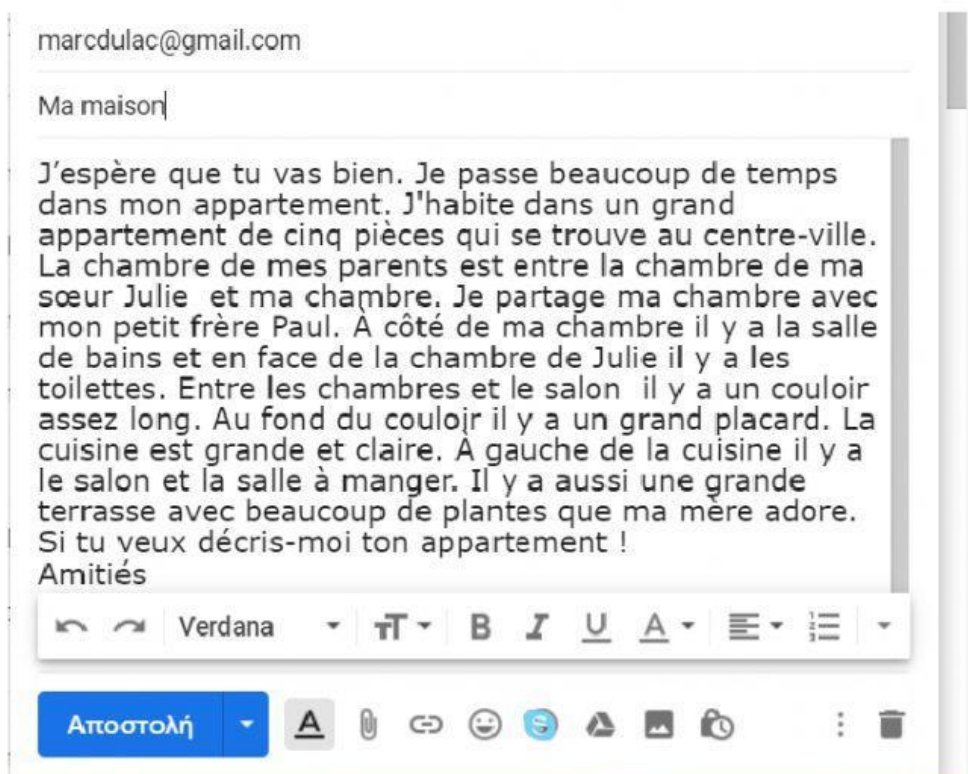 marcdulac@gmail.com
Ma maison
J’espère que tu vas bien. Je passe beaucoup de temps
dans mon appartement. J'habite dans un grand
appartement de cinq pièces qui se trouve au centre-ville.
La chambre de mes parents est entre la chambre de ma
sœur Julie et ma chambre. Je partage ma chambre avec
mon petit frère Paul. À côté de ma chambre il y a la salle
de bains et en face de la chambre de Julie il y a les
toilettes. Entre les chambres et le salon il y a un couloir
assez long. Au fond du couloir il y a un grand placard. La
cuisine est grande et claire. À gauche de la cuisine il y a
le salon et la salle à manger. Il y a aussi une grande
terrasse avec beaucoup de plantes que ma mère adore.
Si tu veux décris-moi ton appartement !
Amitiés
Verdana
Αποστολή